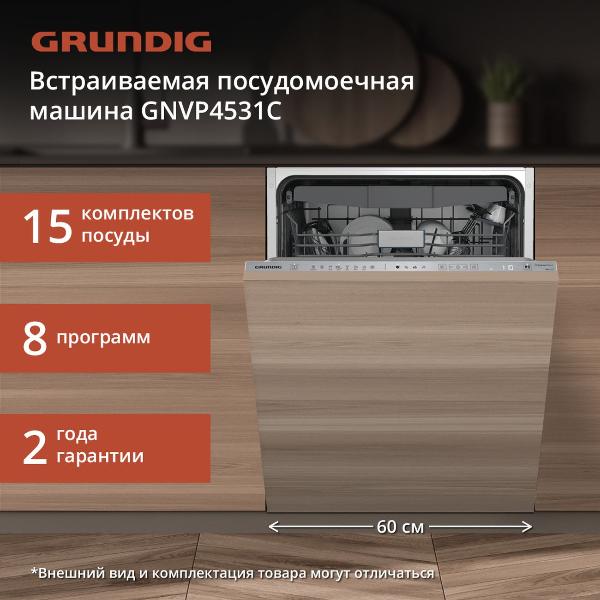 GRUNDIG
Встраиваемая посудомоечная
машина GNVP4531C
15 комплектов
посуды
GRUNDIG
8 программ
2 года
гарантии
60 см
*Внешний вид и комплектация товара могут отличаться